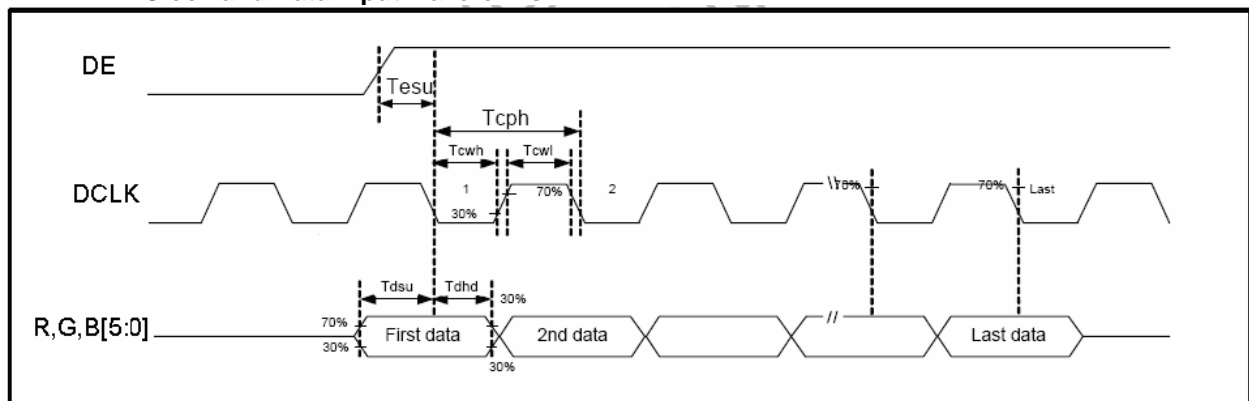 DE
Tesu
Tcph
Tcwh
Tcwl
DCLK
1
30%
70%
2
70%
70%
Last
Tdsu
Tdhd
30%
R,G,B[5:0]
70%
30%
First data
30%
2nd data
//
Last data